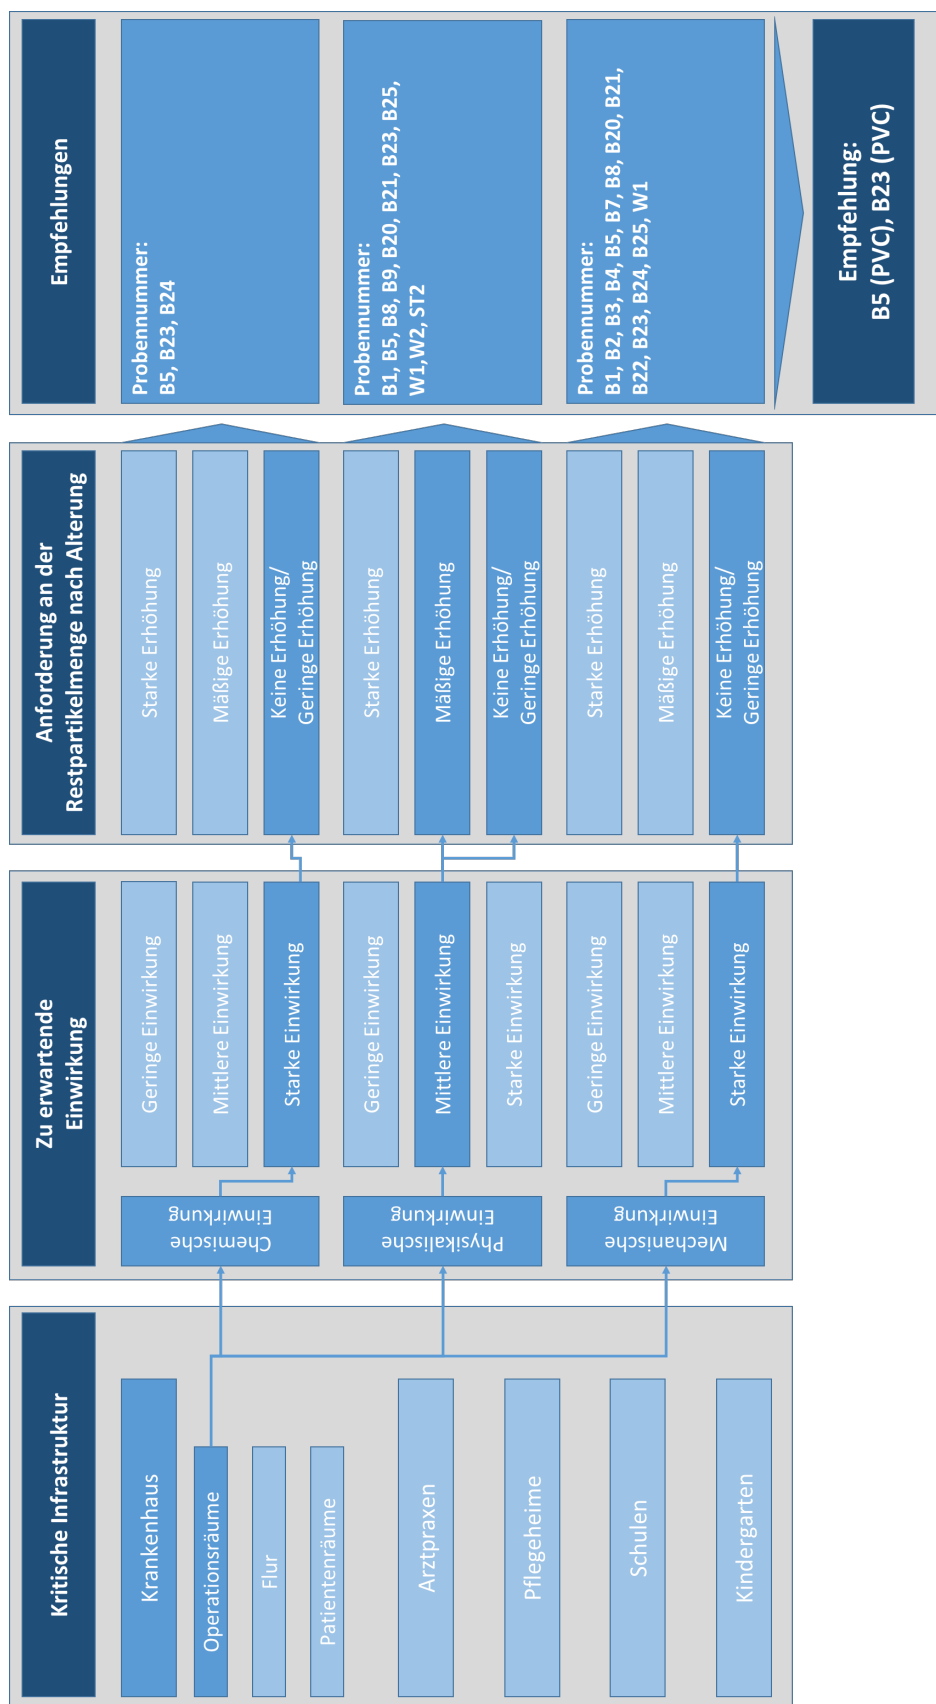 Kritische Infrastruktur
Krankenhaus
Operationsräume
Flur
Patientenräume
Arztpraxen
Pflegeheime
Schulen
Kindergarten
Zu erwartende
Einwirkung
Chemische
Einwirkung
Geringe Einwirkung
Mittlere Einwirkung
Starke Einwirkung
Physikalische
Einwirkung
Geringe Einwirkung
Mittlere Einwirkung
Starke Einwirkung
Mechanische
Einwirkung
Geringe Einwirkung
Mittlere Einwirkung
Starke Einwirkung
Anforderung an der
Restpartikelmenge nach Alterung
Starke Erhöhung
Mäßige Erhöhung
Keine Erhöhung/
Geringe Erhöhung
Starke Erhöhung
Mäßige Erhöhung
Keine Erhöhung/
Geringe Erhöhung
Starke Erhöhung
Mäßige Erhöhung
Keine Erhöhung/
Geringe Erhöhung
Empfehlungen
Probennummer:
B5, B23, B24
Probennummer:
B1, B5, B8, B9, B20, B21, B23, B25,
W1,W2, ST2
Probennummer:
B1, B2, B3, B4, B5, B7, B8, B20, B21,
B22, B23, B24, B25, W1
Empfehlung:
B5 (PVC), B23 (PVC)